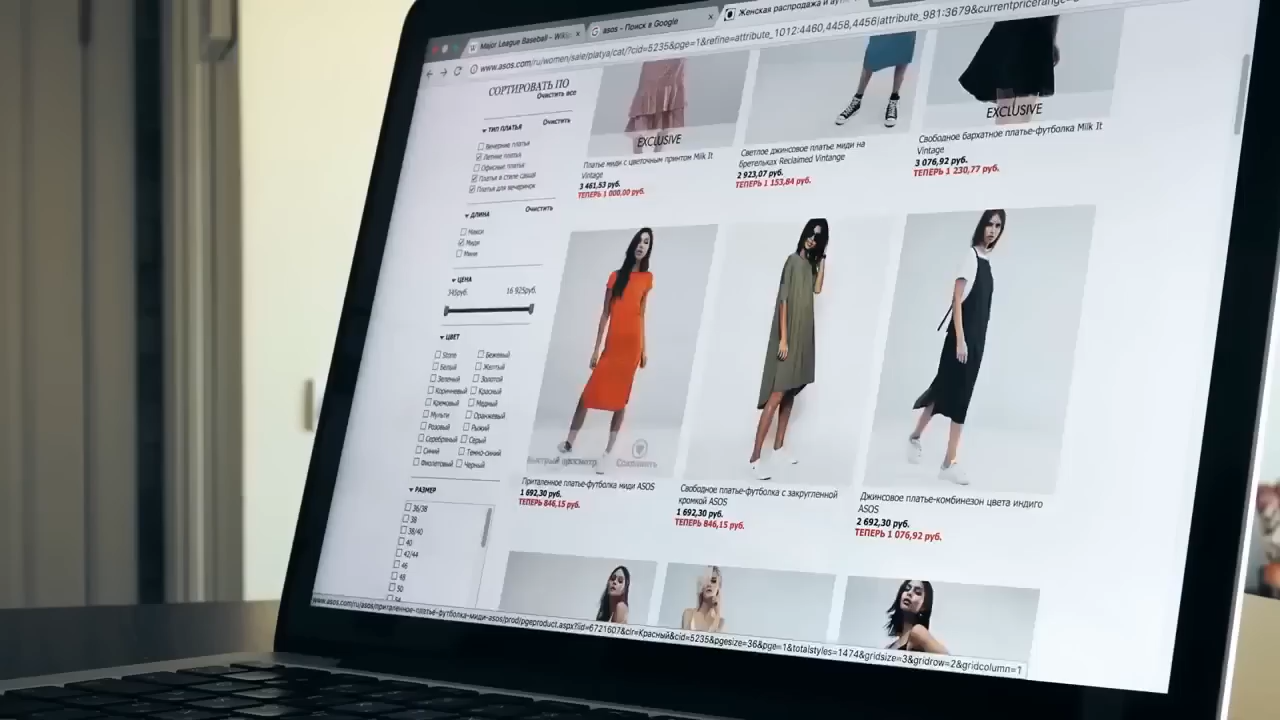 Major League Baseball – Wiki
asos - Поиск в Google
Женская распродажа и аутл
www.asos.com/ru/women/sale/platya/cat/?cid=5235&pge=1&refine=attribute_1012:4460,4458,4456|attribute_981:3679&currentpricerange=
СОРТИРОВАТЬ ПО
Очистить все
ТИП ПЛАТЬЯ
Очистить
Вечерние платья
Летние платья
Офисные платья
Платья в стиле casual
Платья для вечеринок
ДЛИНА
Очистить
Макси
Миди
Мини
ЦЕНА
345руб.
16 925руб.
ЦВЕТ
Stone
Бежевый
Белый
Желтый
Зеленый
Золотой
Коричневый
Красный
Кремовый
Медный
Мульти
Оранжевый
Розовый
Рыжий
Серебряный
Серый
Синий
Темно-синий
Фиолетовый
Черный
РАЗМЕР
36/38
38
38/40
40
42/44
46
48
50
EXCLUSIVE
Платье миди с цветочным принтом Milk It
Vintage
3 461,53 руб.
ТЕПЕРЬ 1 000,00 руб.
Светлое джинсовое платье миди на
бретельках Reclaimed Vintange
2 923,07 руб.
ТЕПЕРЬ 1 153,84 руб.
EXCLUSIVE
Свободное бархатное платье-футболка Milk It
Vintage
3 076,92 руб.
ТЕПЕРЬ 1 230,77 руб.
Быстрый просмотр
Сохранить
Приталенное платье-футболка миди ASOS
1 692,30 руб.
ТЕПЕРЬ 846,15 руб.
Свободное платье-футболка с закругленной
кромкой ASOS
1 692,30 руб.
ТЕПЕРЬ 846,15 руб.
Джинсовое платье-комбинезон цвета индиго
ASOS
2 692,30 руб.
ТЕПЕРЬ 1 076,92 руб.
www.asos.com/ru/asos/приталенное-платье-футболка-миди-asos/prod/pgeproduct.aspx?iid=6721607&clr=Красный&cid=5235&pgesize=36&pge=1&totalstyles=1474&gridsize=3&gridrow=2&gridcolumn=1